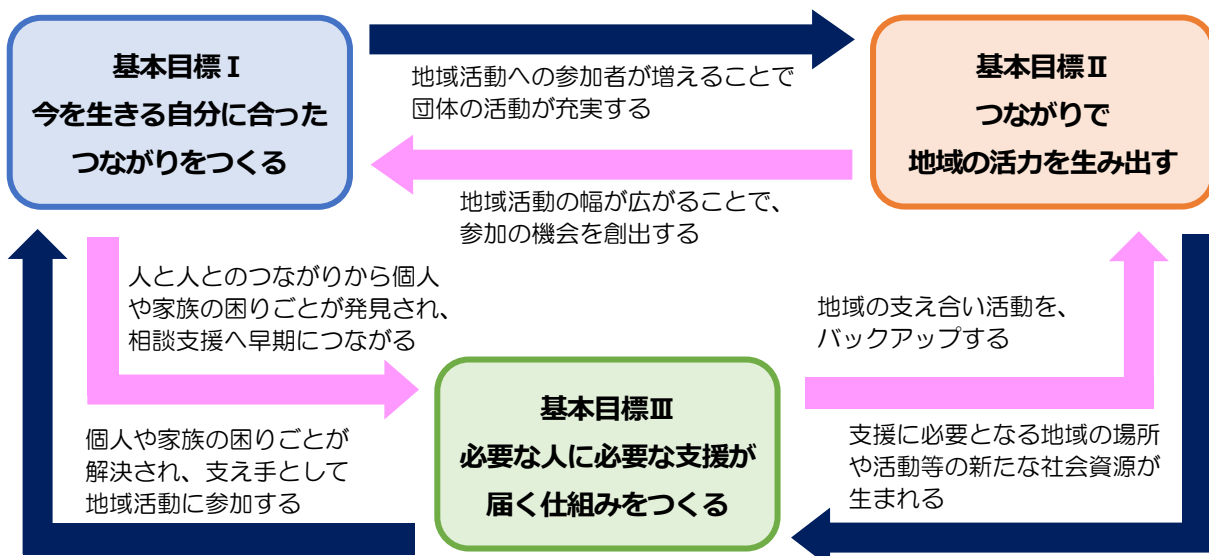 基本目標Ⅰ
今を生きる自分に合った
つながりをつくる
地域活動への参加者が増えることで
団体の活動が充実する
基本目標Ⅱ
つながりで
地域の活力を生み出す
地域活動の幅が広がることで、
参加の機会を創出する
人と人とのつながりから個人
や家族の困りごとが発見され、
相談支援へ早期につながる
地域の支え合い活動を、
バックアップする
基本目標Ⅲ
必要な人に必要な支援が
届く仕組みをつくる
個人や家族の困りごとが
解決され、支え手として
地域活動に参加する
支援に必要となる地域の場所
や活動等の新たな社会資源が
生まれる